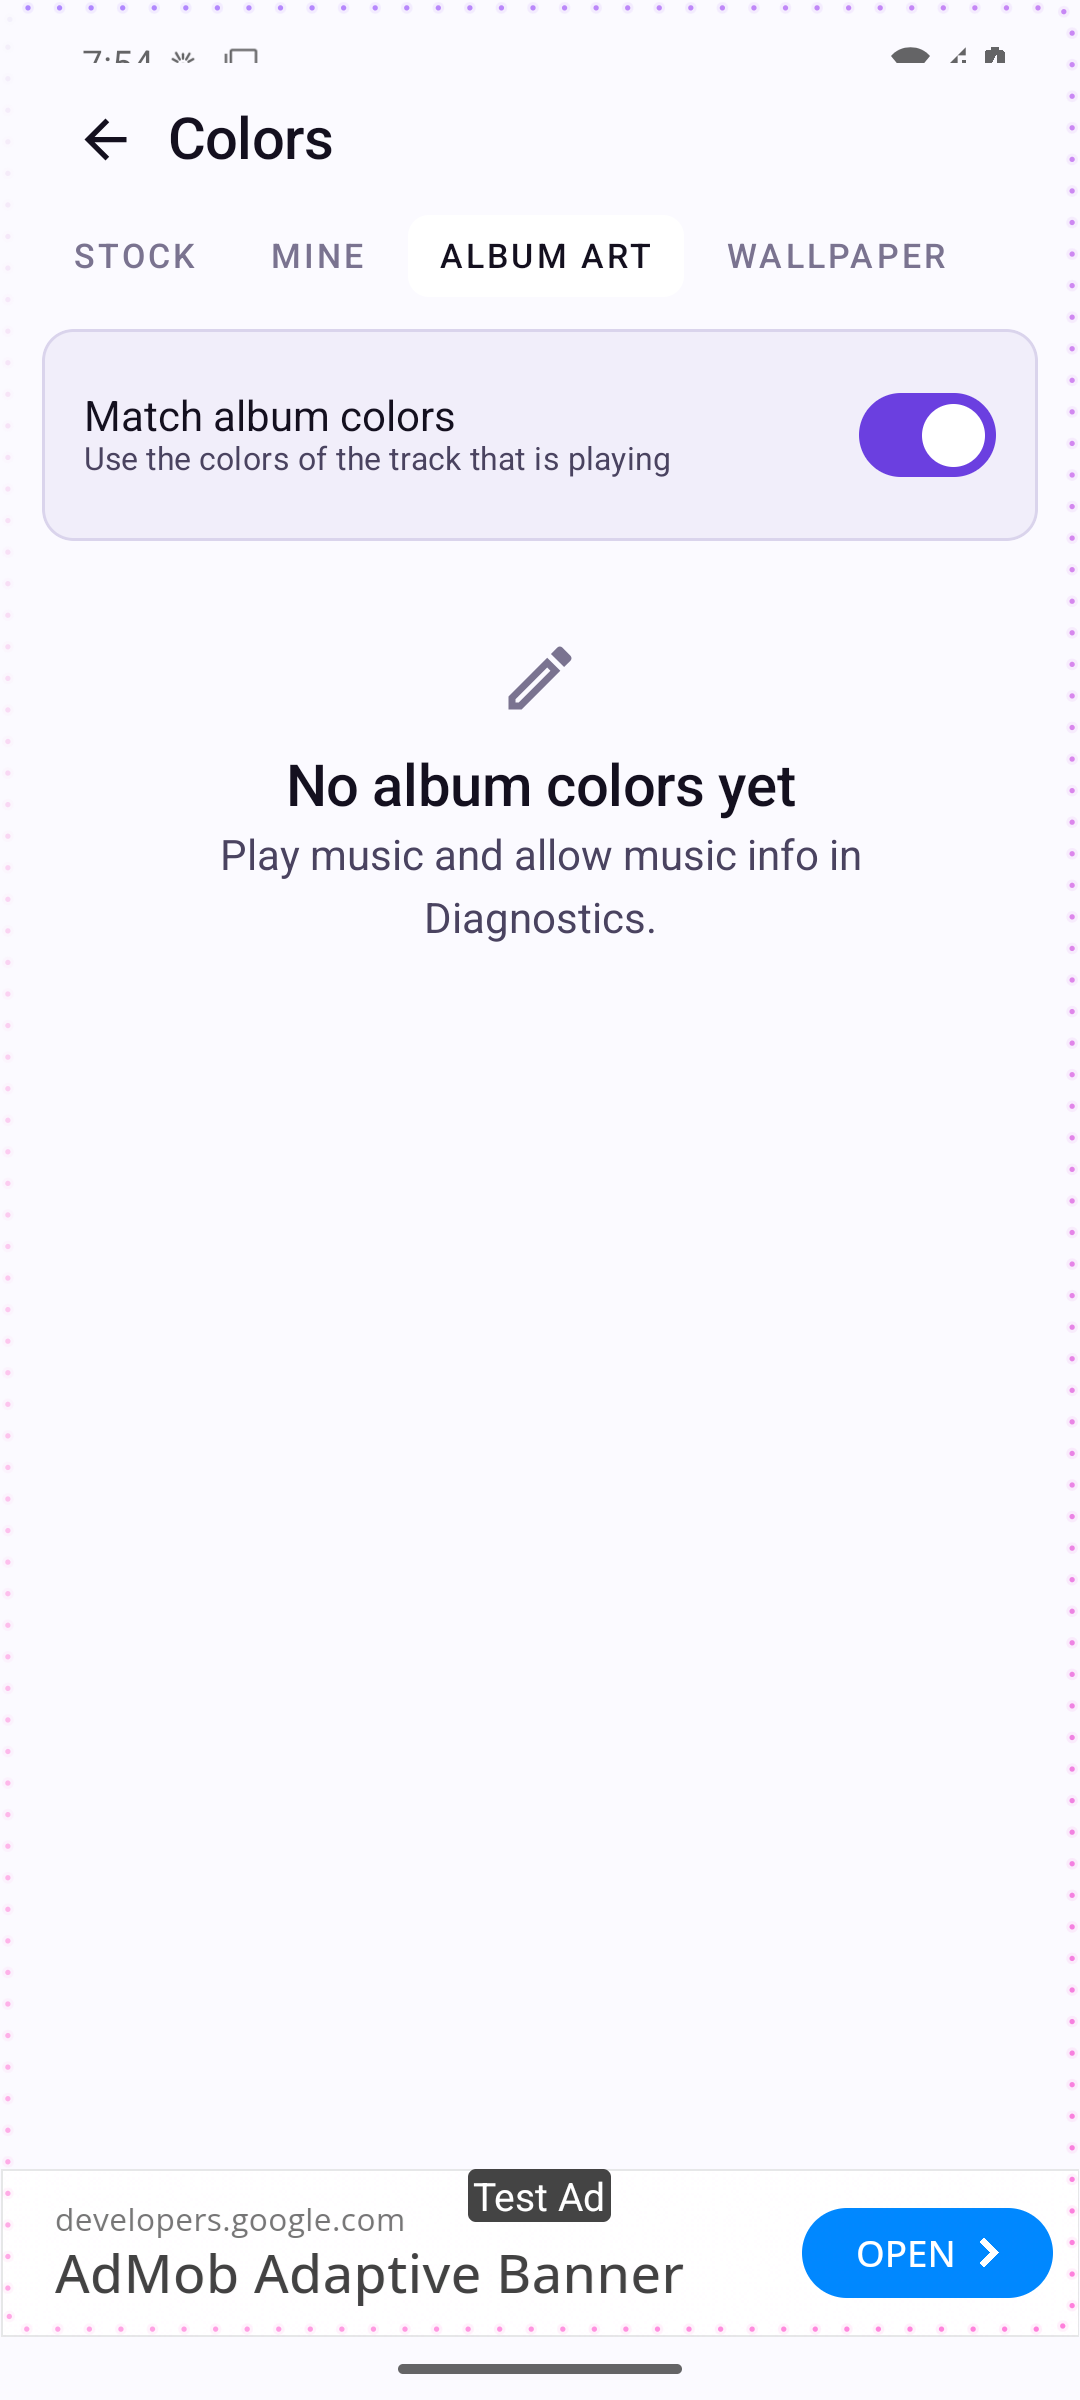 7:54
Colors
STOCK MINE ALBUM ART WALLPAPER
Match album colors
Use the colors of the track that is playing
No album colors yet
Play music and allow music info in
Diagnostics.
Test Ad
developers.google.com
AdMob Adaptive Banner
OPEN